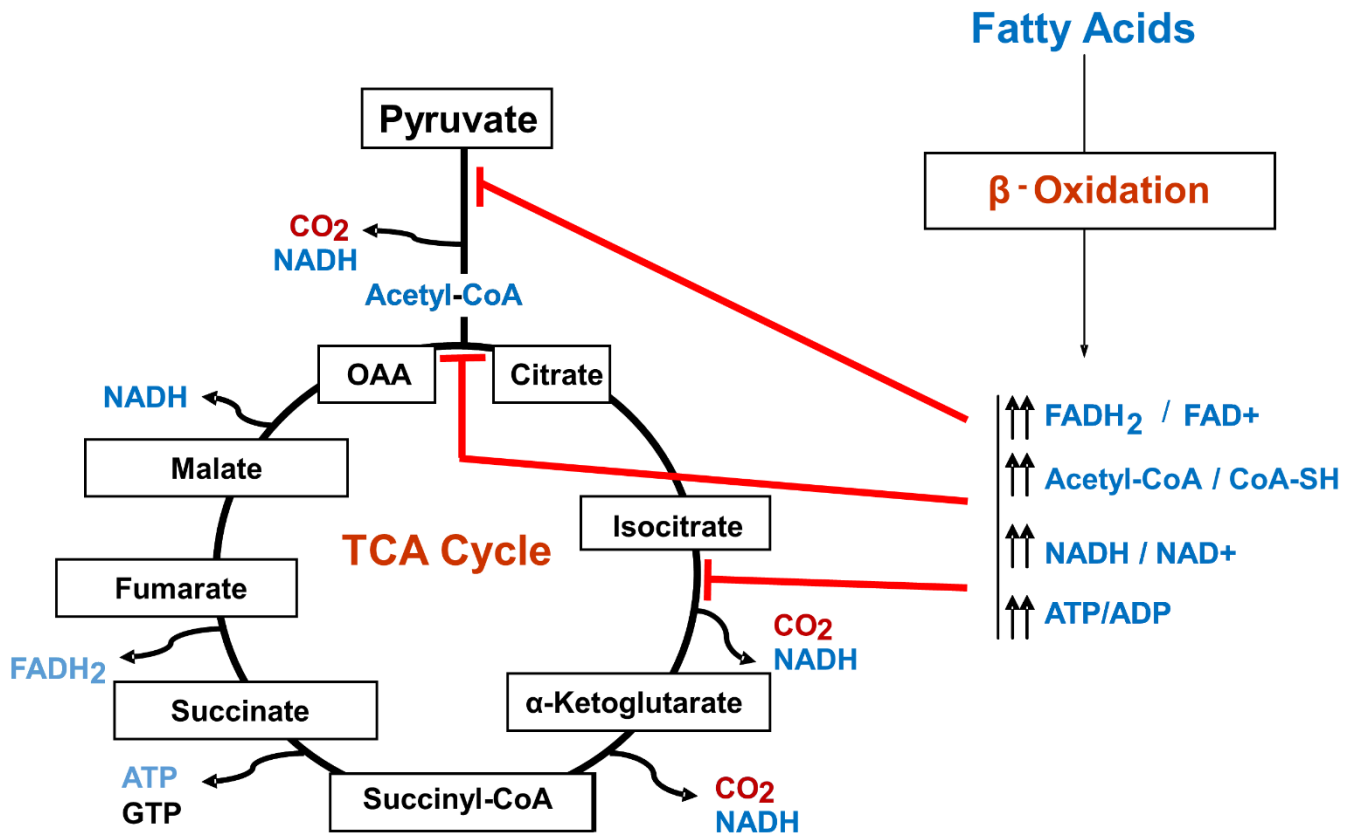 Fatty Acids
Pyruvate
β - Oxidation
CO2
NADH
Acetyl-CoA
OAA
Citrate
NADH
Malate
Isocitrate
TCA Cycle
Fumarate
CO2
NADH
FADH2
Succinate
α-Ketoglutarate
ATP
GTP
Succinyl-CoA
CO2
NADH
FADH2 / FAD+
Acetyl-CoA / CoA-SH
NADH / NAD+
ATP/ADP